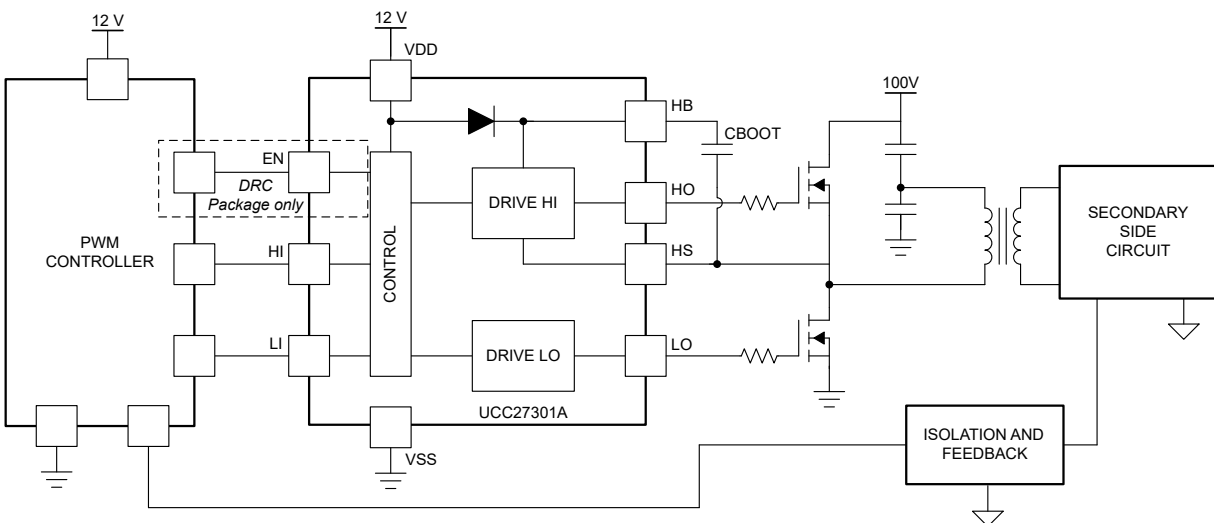 12 V
12 V
VDD
100V
HB
CBOOT
EN
DRC
Package only
HO
DRIVE HI
SECONDARY
SIDE
CIRCUIT
PWM
CONTROLLER
HI
CONTROL
HS
LI
DRIVE LO
LO
UCC27301A
ISOLATION AND
FEEDBACK
VSS